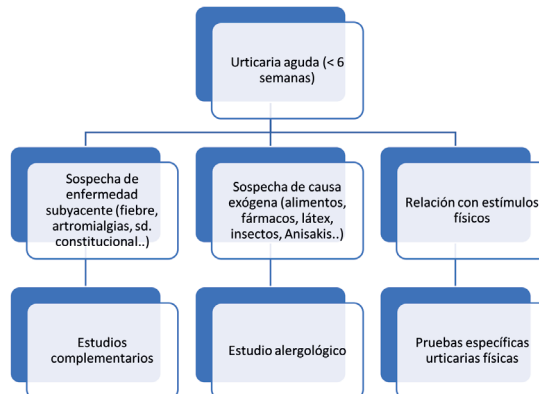 Urticaria aguda (< 6
semanas)
Sospecha de
enfermedad
subyacente (fiebre,
artromialgias, sd.
constitucional..)
Sospecha de causa
exógena (alimentos,
fármacos, látex,
insectos, Anisakis..)
Relación con estímulos
físicos
Estudios
complementarios
Estudio alergológico
Pruebas específicas
urticarias físicas